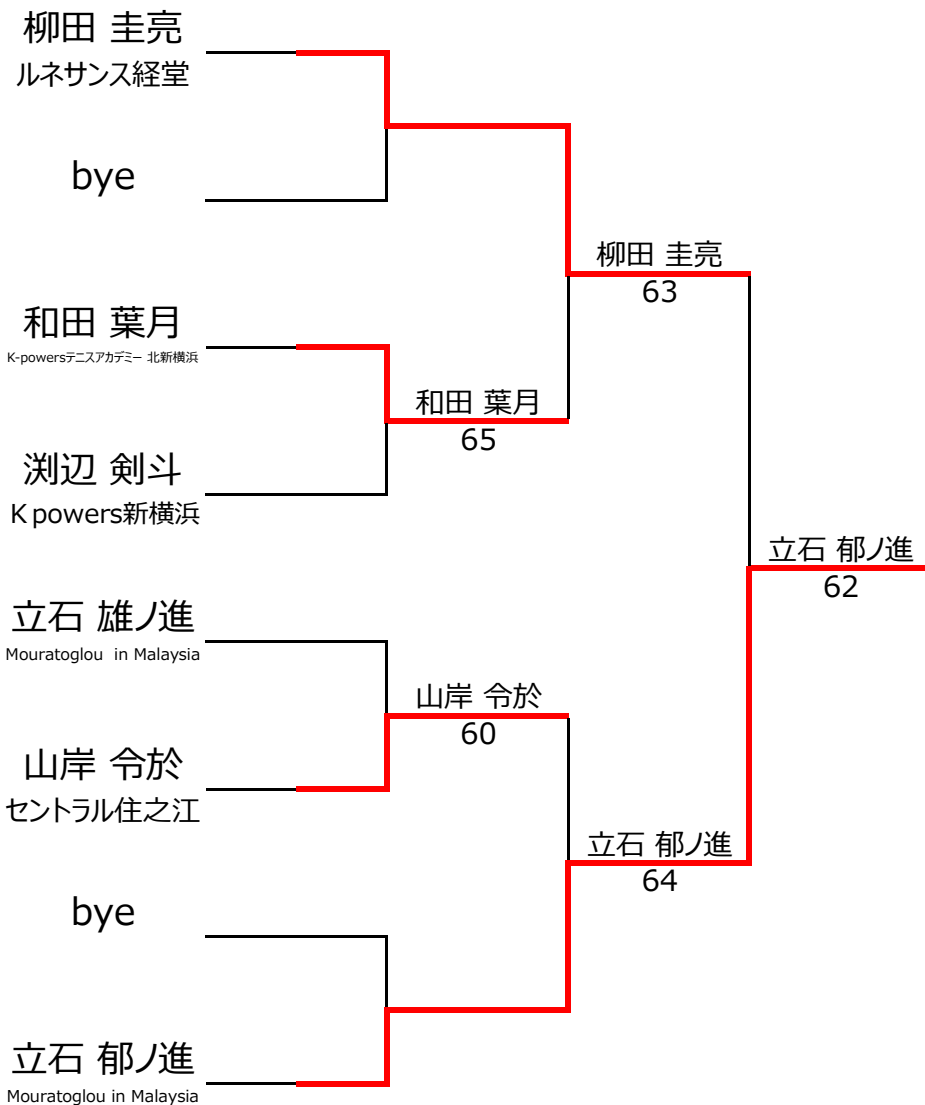 柳田 圭亮
ルネサンス経堂
bye
柳田 圭亮
63
和田 葉月
K-powersテニスアカデミー 北新横浜
和田 葉月
65
渕辺 剣斗
K powers新横浜
立石 郁ノ進
62
立石 雄ノ進
Mouratoglou in Malaysia
山岸 令於
60
山岸 令於
セントラル住之江
立石 郁ノ進
64
bye
立石 郁ノ進
Mouratoglou in Malaysia